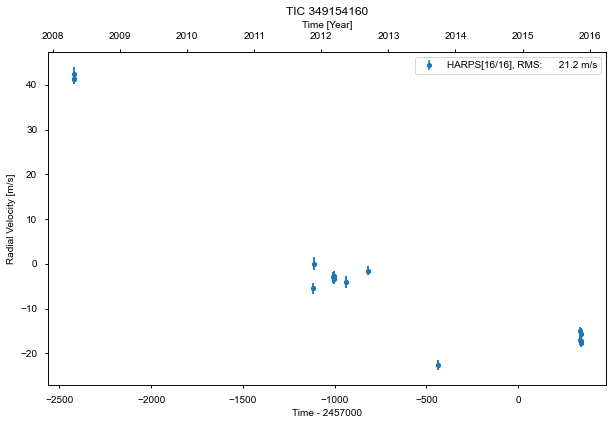 TIC 349154160
Time [Year]
2008 2009 2010 2011 2012 2013 2014 2015 2016
HARPS[16/16], RMS: 21.2 m/s
40
30
20
10
0
−10
−20
Radial Velocity [m/s]
−2500 −2000 −1500 −1000 −500 0
Time - 2457000